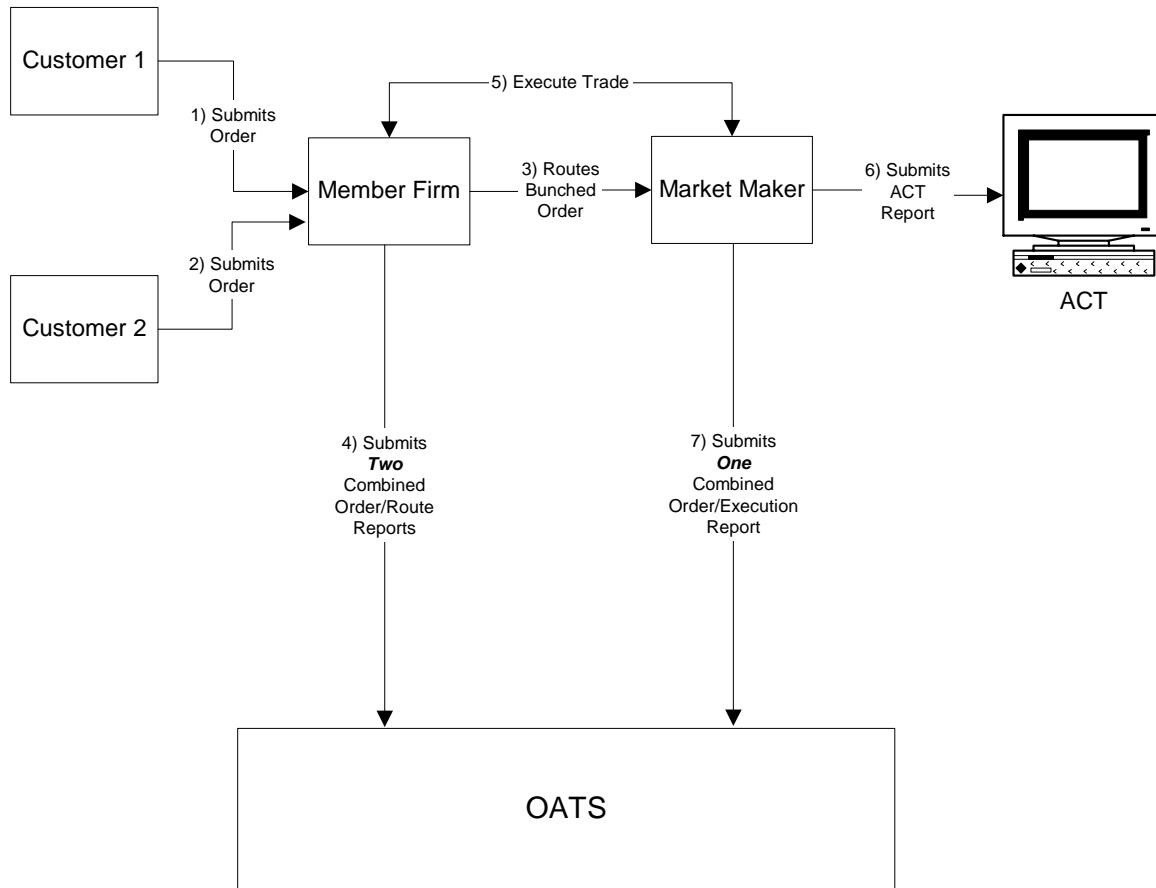 Customer 1
1) Submits
Order
5) Execute Trade
Member Firm
3) Routes
Bunched
Order
Market Maker
6) Submits
ACT
Report
ACT
2) Submits
Order
Customer 2
4) Submits
Two
Combined
Order/Route
Reports
7) Submits
One
Combined
Order/Execution
Report
OATS